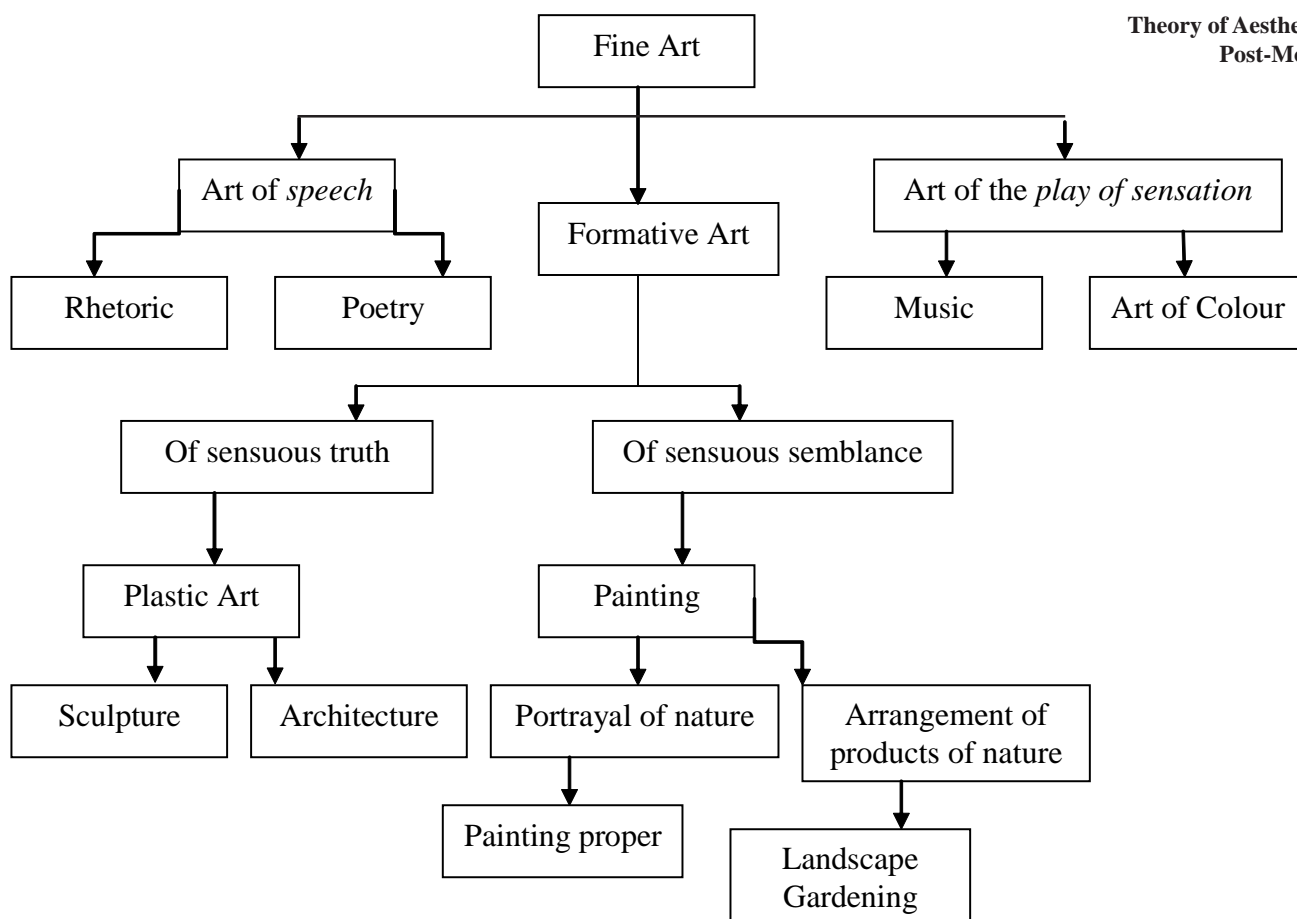 Theory of Aesthe
Post-Mo
Fine Art
Art of speech
Art of the play of sensation
Formative Art
Rhetoric
Poetry
Music
Art of Colour
Of sensuous truth
Of sensuous semblance
Plastic Art
Painting
Sculpture
Architecture
Portrayal of nature
Arrangement of
products of nature
Painting proper
Landscape
Gardening